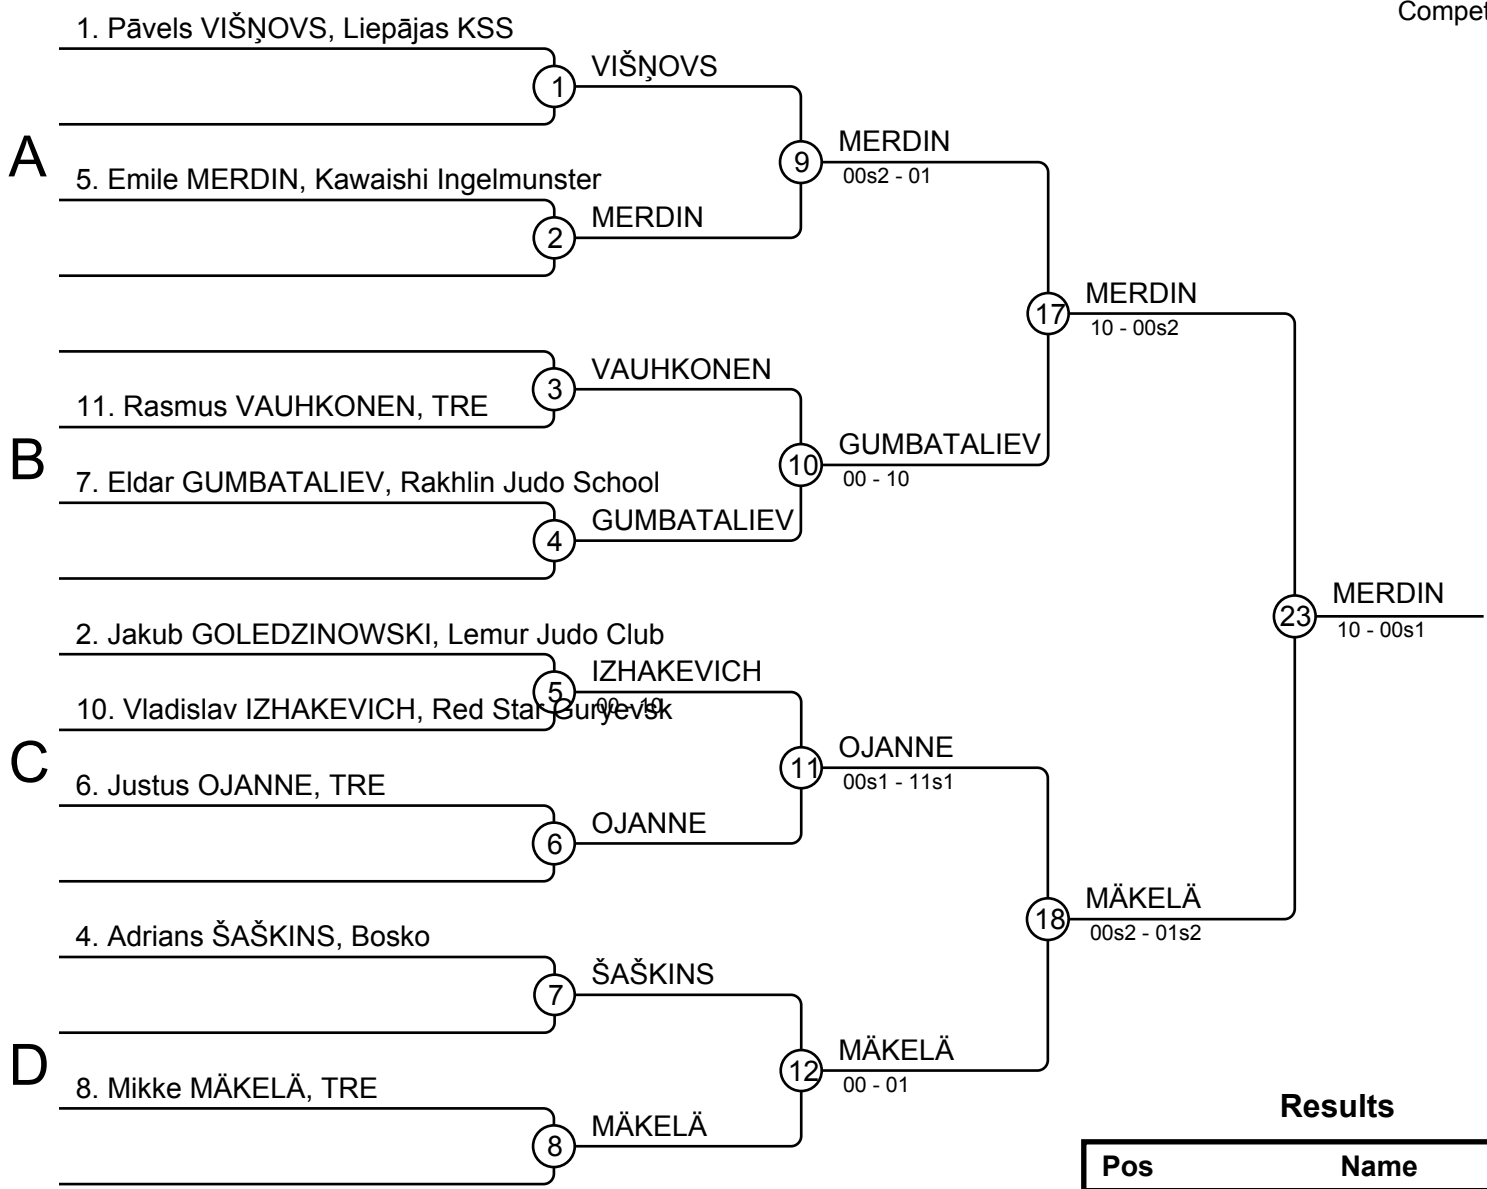 Compet
1. Pāvels VIŠŅOVS, Liepājas KSS
VIŠŅOVS
1
A
MERDIN
9
00s2 - 01
5. Emile MERDIN, Kawaishi Ingelmunster
MERDIN
2
MERDIN
17
10 - 00s2
VAUHKONEN
3
11. Rasmus VAUHKONEN, TRE
B
GUMBATALIEV
10
00 - 10
7. Eldar GUMBATALIEV, Rakhlin Judo School
GUMBATALIEV
4
MERDIN
23
10 - 00s1
2. Jakub GOLEDZINOWSKI, Lemur Judo Club
IZHAKEVICH
5
00 - 10
10. Vladislav IZHAKEVICH, Red Star Guryevsk
C
OJANNE
11
00s1 - 11s1
6. Justus OJANNE, TRE
OJANNE
6
MÄKELÄ
18
00s2 - 01s2
4. Adrians ŠAŠKINS, Bosko
ŠAŠKINS
7
D
MÄKELÄ
12
00 - 01
8. Mikke MÄKELÄ, TRE
MÄKELÄ
8
Results
Pos Name